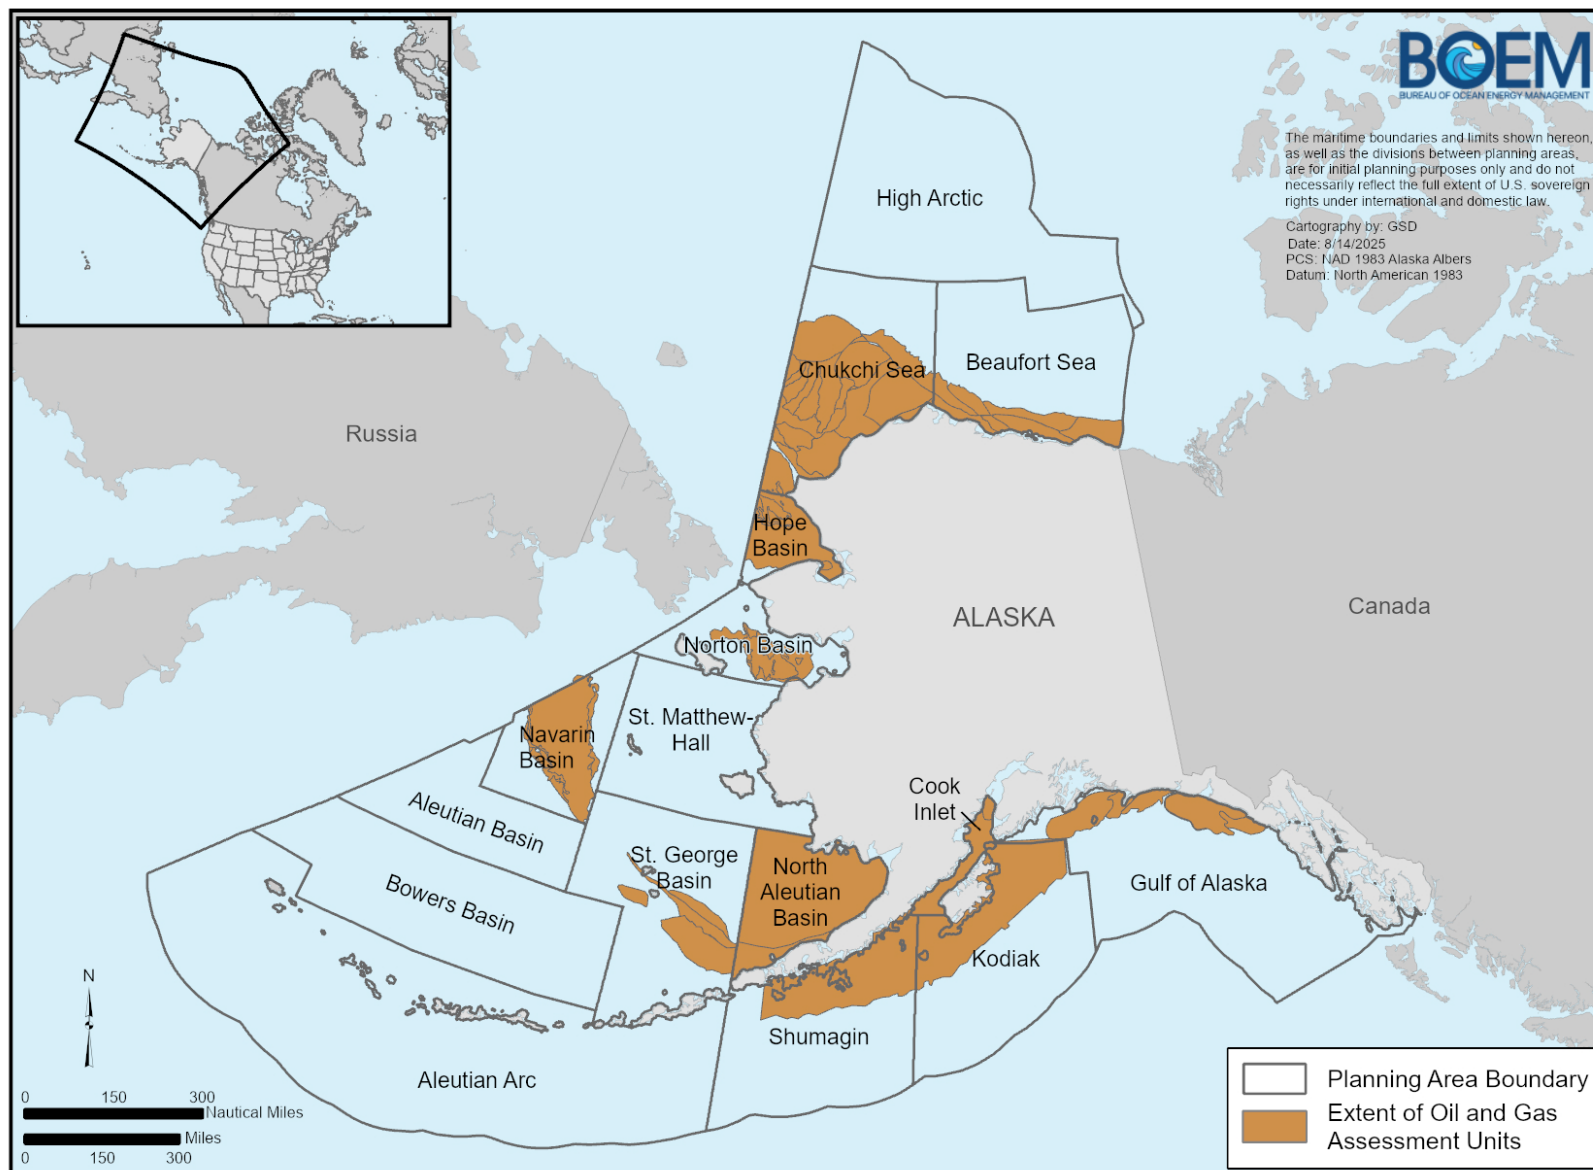 BOEM
BUREAU OF OCEAN ENERGY MANAGEMENT
The maritime boundaries and limits shown hereon,
as well as the divisions between planning areas,
are for initial planning purposes only and do not
necessarily reflect the full extent of U.S. sovereign
rights under international and domestic law.
Cartography by: GSD
Date: 8/14/2025
PCS: NAD 1983 Alaska Albers
Datum: North American 1983
High Arctic
Chukchi Sea
Beaufort Sea
Russia
Hope
Basin
ALASKA
Canada
Norton Basin
St. Matthew-
Hall
Navarin
Basin
Cook
Inlet
Aleutian Basin
St. George
Basin
North
Aleutian
Basin
Gulf of Alaska
Bowers Basin
Kodiak
Shumagin
Aleutian Arc
N
0 150 300
Nautical Miles
Miles
0 150 300
Planning Area Boundary
Extent of Oil and Gas
Assessment Units